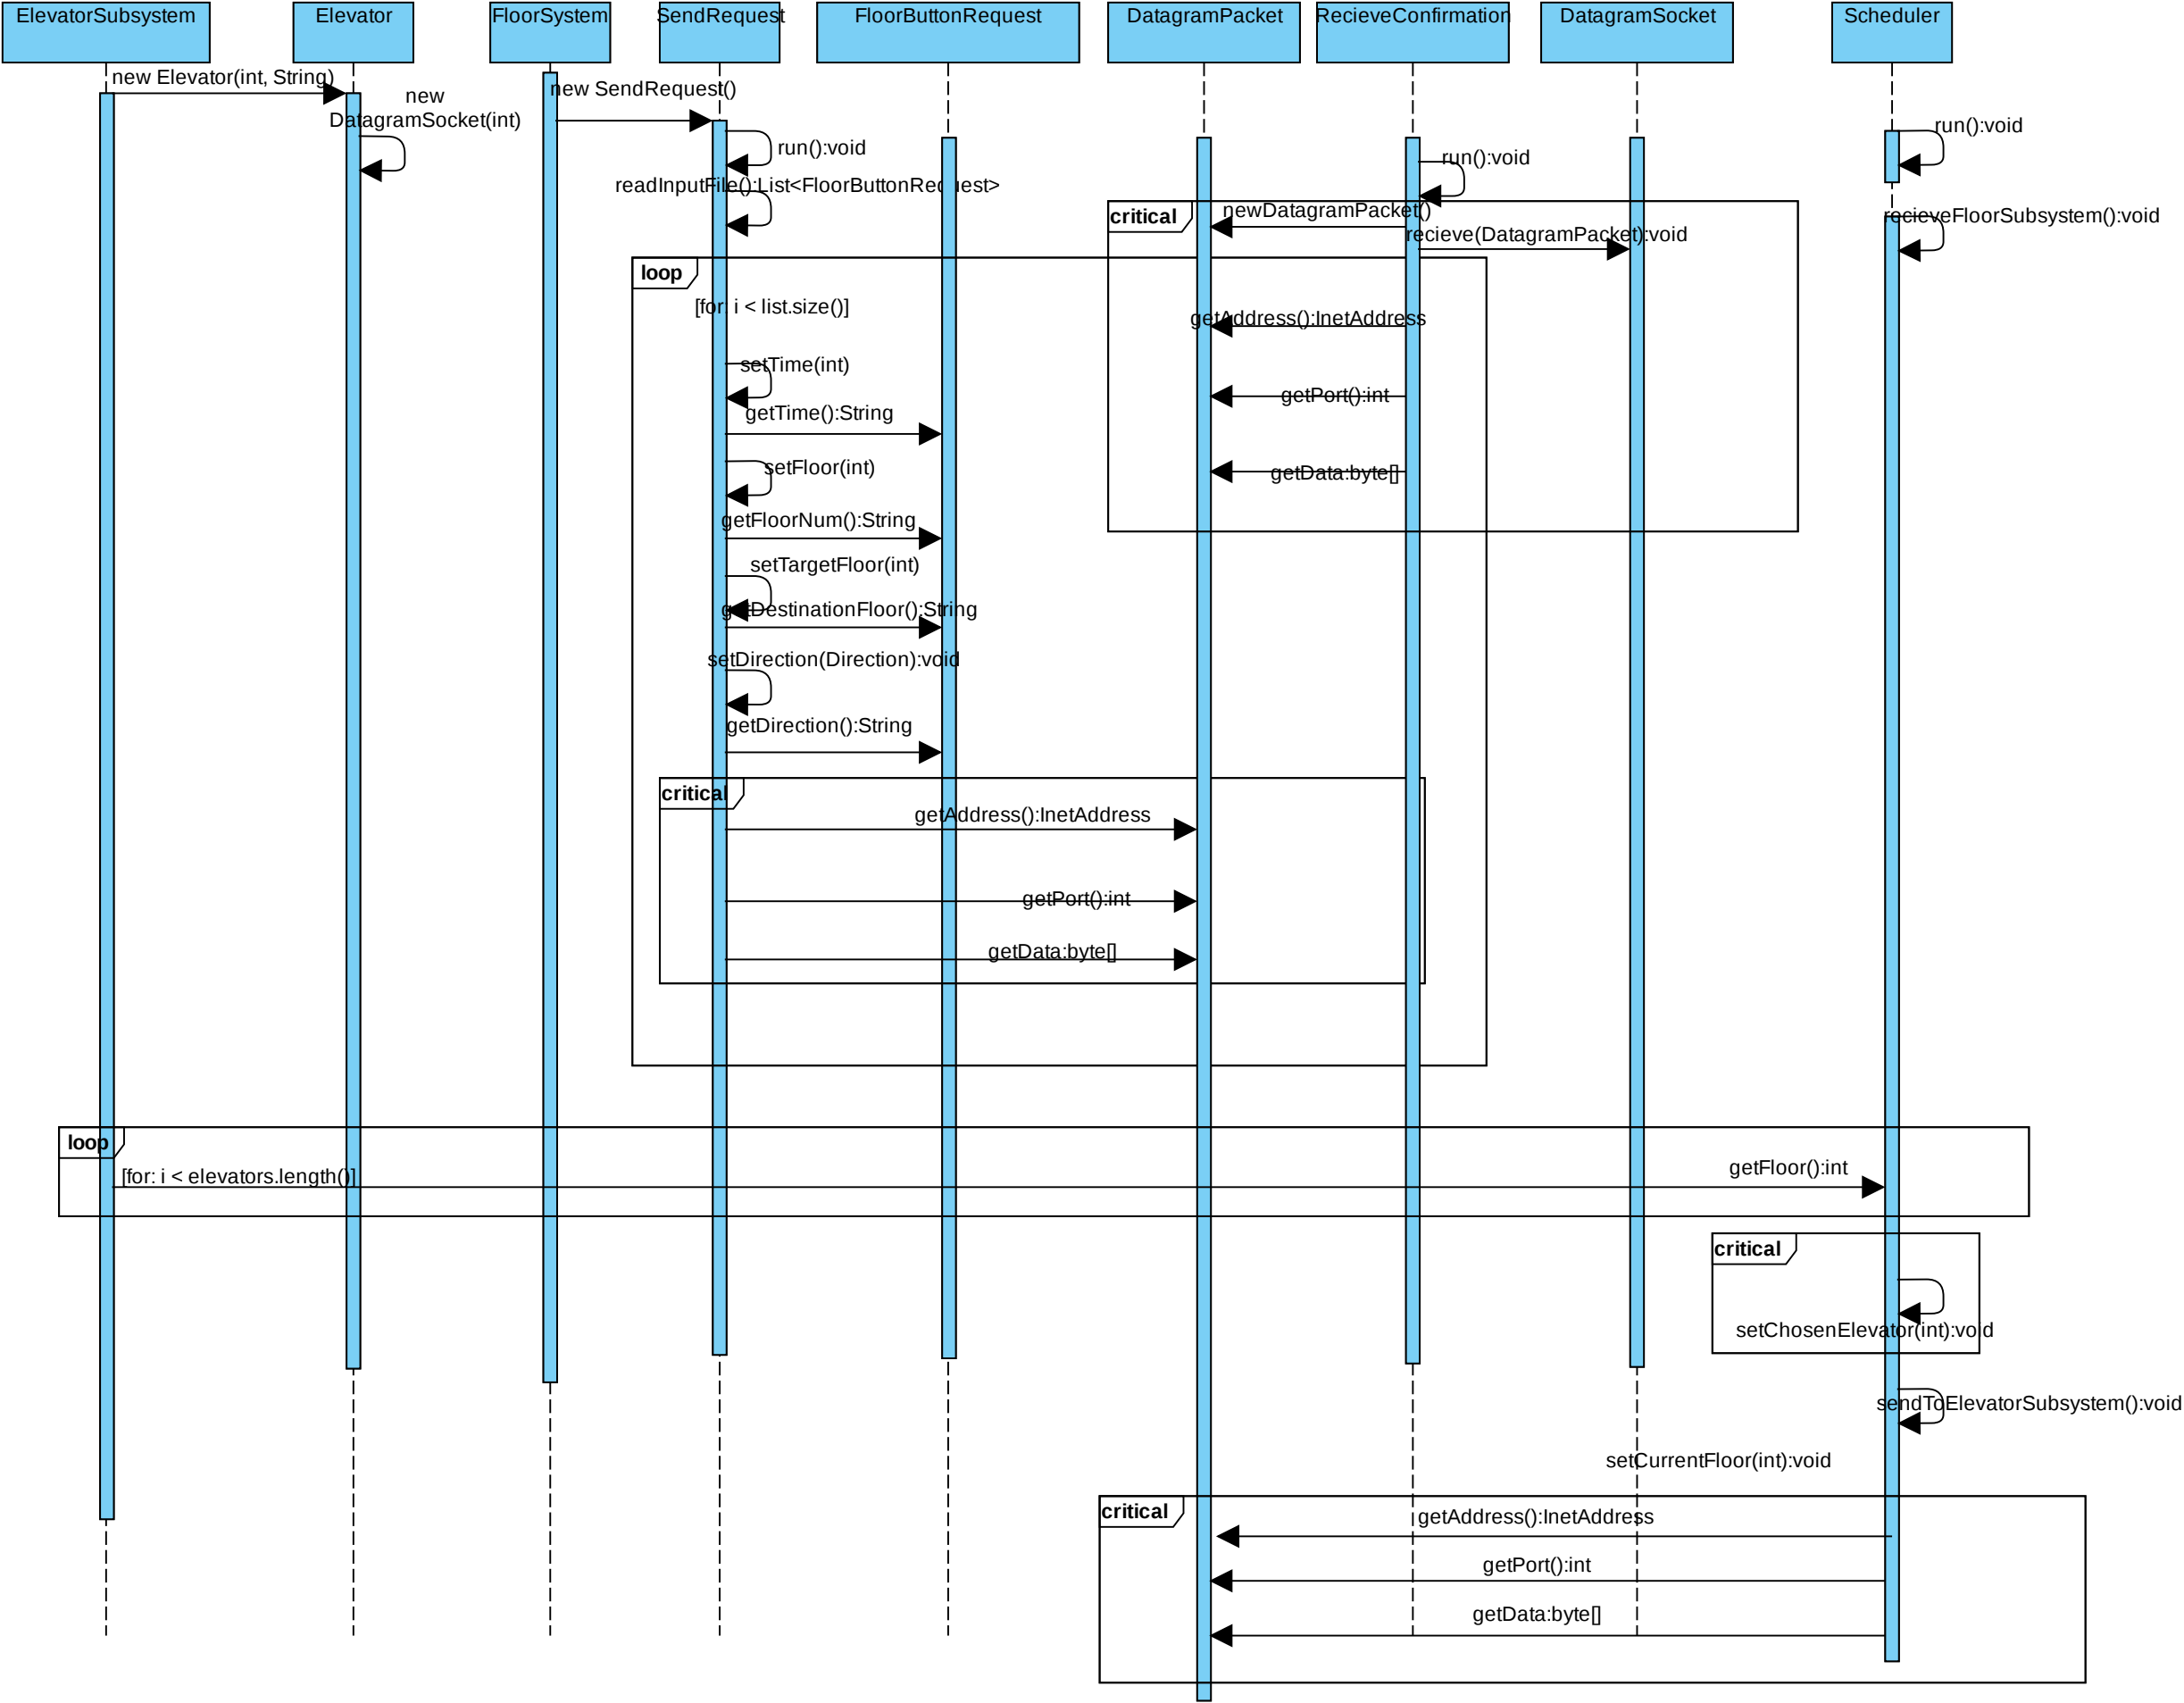 ElevatorSubsystem
Elevator
FloorSystem
SendRequest
FloorButtonRequest
DatagramPacket
RecieveConfirmation
DatagramSocket
Scheduler
new Elevator(int, String)
new
DatagramSocket(int)
new SendRequest()
run():void
run():void
run():void
readInputFile():List<FloorButtonRequest>
critical
newDatagramPacket()
recieveFloorSubsystem():void
recieve(DatagramPacket):void
loop
[for: i < list.size()]
getAddress():InetAddress
setTime(int)
getPort():int
getTime():String
setFloor(int)
getData:byte[]
getFloorNum():String
setTargetFloor(int)
getDestinationFloor():String
setDirection(Direction):void
getDirection():String
critical
getAddress():InetAddress
getPort():int
getData:byte[]
loop
[for: i < elevators.length()]
getFloor():int
critical
setChosenElevator(int):void
sendToElevatorSubsystem():void
setCurrentFloor(int):void
critical
getAddress():InetAddress
getPort():int
getData:byte[]